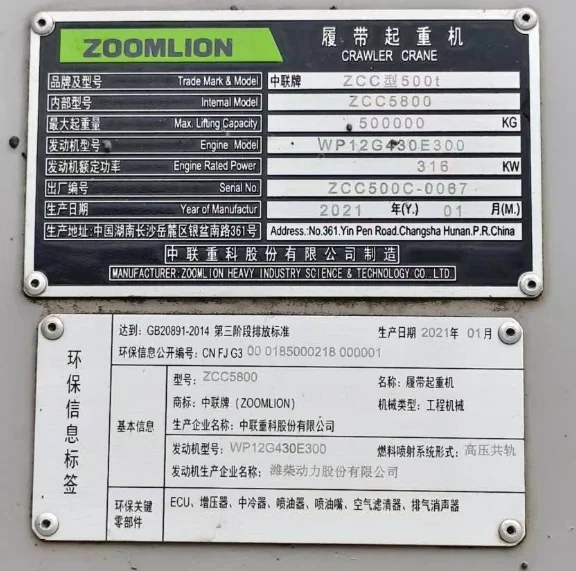 ZOOMLION 履带起重机
CRAWLER CRANE
品牌及型号 Trade Mark & Model 中联牌 ZCC型500t
内部型号 Internal Model ZCC5800
最大起重量 Max. Lifting Capacity 500000 KG
发动机型号 Engine Model WP12G430E300
发动机额定功率 Engine Rated Power 316 KW
出厂编号 Serial No. ZCC500C-0067
生产日期 Year of Manufactur 2021 年(Y.) 01 月(M.)
生产地址:中国湖南长沙岳麓区银盆南路361号 Address.:No.361.Yin Pen Road.Changsha Hunan.P.R.China
中联重科股份有限公司制造
MANUFACTURER:ZOOMLION HEAVY INDUSTRY SCIENCE & TECHNOLOGY CO.,LTD.
环保信息标签
达到: GB20891-2014 第三阶段排放标准 生产日期 2021年 01月
环保信息公开编号: CN FJ G3 00 0185000218 000001
基本信息
型号: ZCC5800 名称: 履带起重机
商标: 中联牌 (ZOOMLION) 机械类型: 工程机械
生产企业名称: 中联重科股份有限公司
发动机型号: WP12G430E300 燃料喷射系统形式: 高压共轨
发动机生产企业名称: 潍柴动力股份有限公司
环保关键
零部件
ECU、增压器、中冷器、喷油器、喷油嘴、空气滤清器、排气消声器